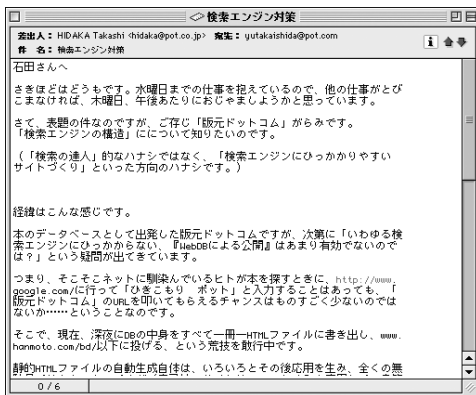 検索エンジン対策
差出人： HIDAKA Takashi <hidaka@pot.co.jp> 宛先： yutakaishida@pot.com
件　名： 検索エンジン対策
石田さんへ
さきほどはどうもです。水曜日までの仕事を抱えているので、他の仕事がとび
こまなければ、木曜日、午後あたりにおじゃましようかと思っています。
さて、表題の件なのですが、ご存じ「版元ドットコム」がらみです。
「検索エンジンの構造」にについて知りたいのです。
（「検索の達人」的なハナシではなく、「検索エンジンにひっかかりやすい
サイトづくり」といった方向のハナシです。）
経緯はこんな感じです。
本のデータベースとして出発した版元ドットコムですが、次第に「いわゆる検
索エンジンにひっかからない、『WebDBによる公開』はあまり有効でないので
は？」という疑問が出てきています。
つまり、そこそこネットに馴染んでいるヒトが本を探すときに、http://www.
google.com/に行って「ひきこもり　ポット」と入力することはあっても、「
版元ドットコム」のURLを叩いてもらえるチャンスはものすごく少ないのでは
ないか……ということなのです。
そこで、現在、深夜にDBの中身をすべて一冊一HTMLファイルに書き出し、www.
hanmoto.com/bd/以下に投げる、という荒技を敢行中です。
静的HTMLファイルの自動生成自体は、いろいろとその後応用を生み、全くの無
0 / 6